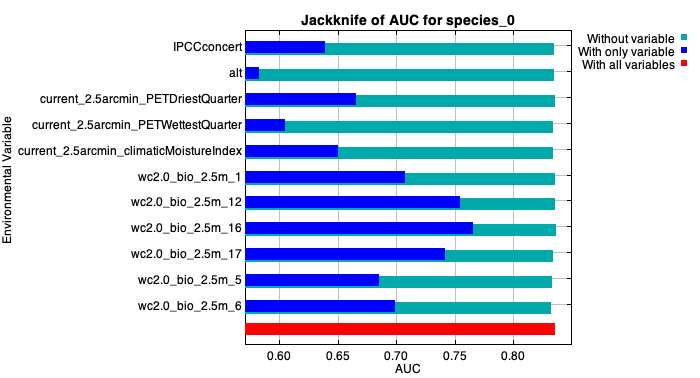 Jackknife of AUC for species_0
Without variable
With only variable
With all variables
Environmental Variable
IPCCconcert
alt
current_2.5arcmin_PETDriestQuarter
current_2.5arcmin_PETWettestQuarter
current_2.5arcmin_climaticMoistureIndex
wc2.0_bio_2.5m_1
wc2.0_bio_2.5m_12
wc2.0_bio_2.5m_16
wc2.0_bio_2.5m_17
wc2.0_bio_2.5m_5
wc2.0_bio_2.5m_6
0.60 0.65 0.70 0.75 0.80
AUC